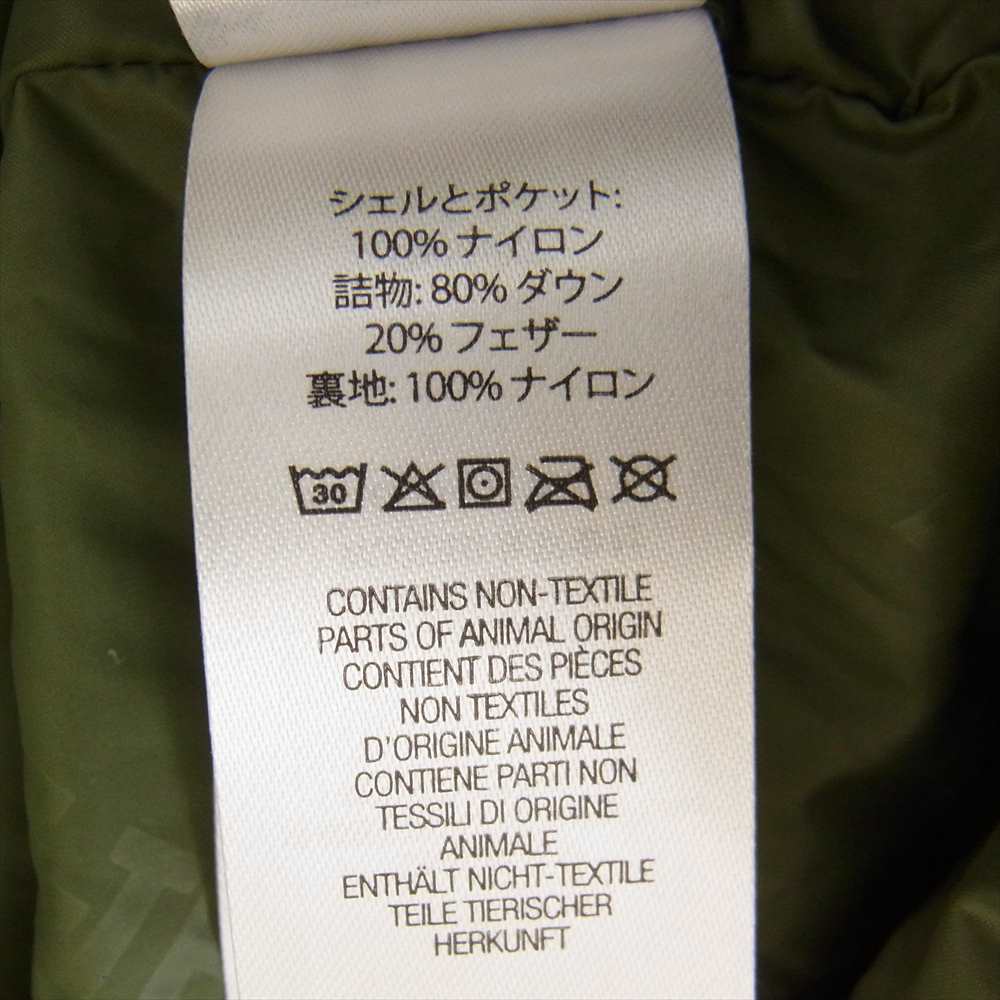 シェルとポケット:
100% ナイロン
詰物: 80% ダウン
20% フェザー
裏地: 100% ナイロン
30
CONTAINS NON-TEXTILE
PARTS OF ANIMAL ORIGIN
CONTIENT DES PIÈCES
NON TEXTILES
D'ORIGINE ANIMALE
CONTIENE PARTI NON
TESSILI DI ORIGINE
ANIMALE
ENTHÄLT NICHT-TEXTILE
TEILE TIERISCHER
HERKUNFT